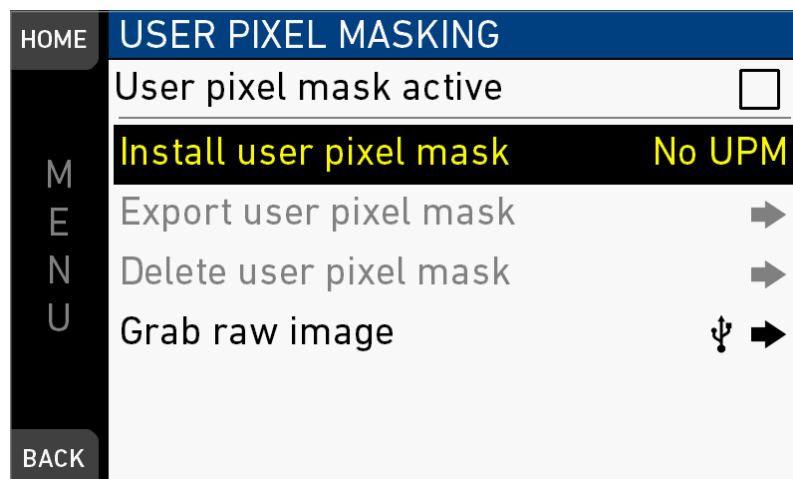 HOME
USER PIXEL MASKING
User pixel mask active
Install user pixel mask No UPM
Export user pixel mask
Delete user pixel mask
Grab raw image
MENU
BACK